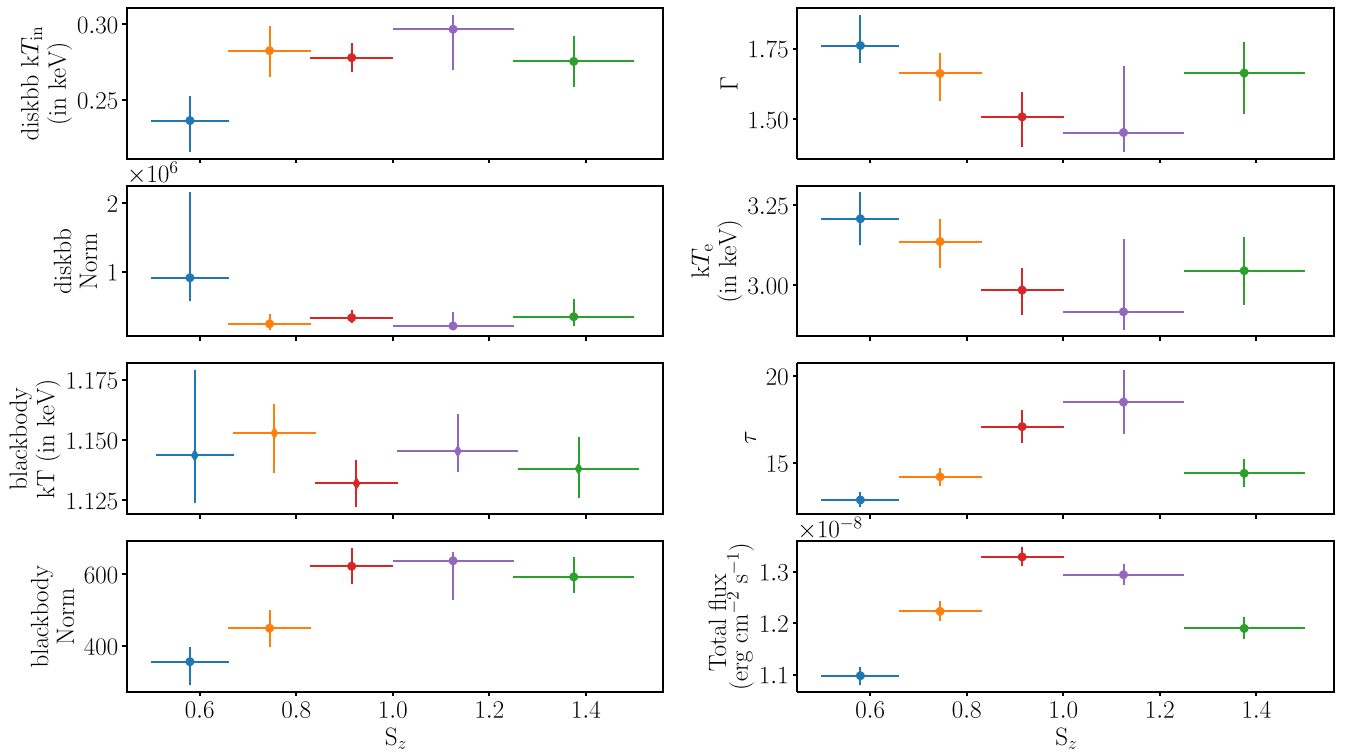 diskbb kT_in
(in keV)
0.30
0.25
Γ
1.75
1.50
×10⁶
diskbb
Norm
2
1
kT_e
(in keV)
3.25
3.00
blackbody
kT (in keV)
1.175
1.150
1.125
τ
20
15
blackbody
Norm
600
400
0.6 0.8 1.0 1.2 1.4
S_z
×10⁻⁸
Total flux
(erg cm⁻² s⁻¹)
1.3
1.2
1.1
0.6 0.8 1.0 1.2 1.4
S_z